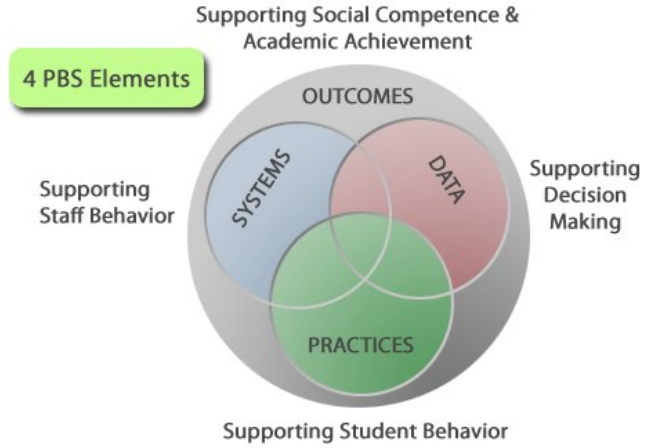 Supporting Social Competence &
Academic Achievement
4 PBS Elements
OUTCOMES
SYSTEMS
DATA
Supporting
Staff Behavior
Supporting
Decision
Making
PRACTICES
Supporting Student Behavior